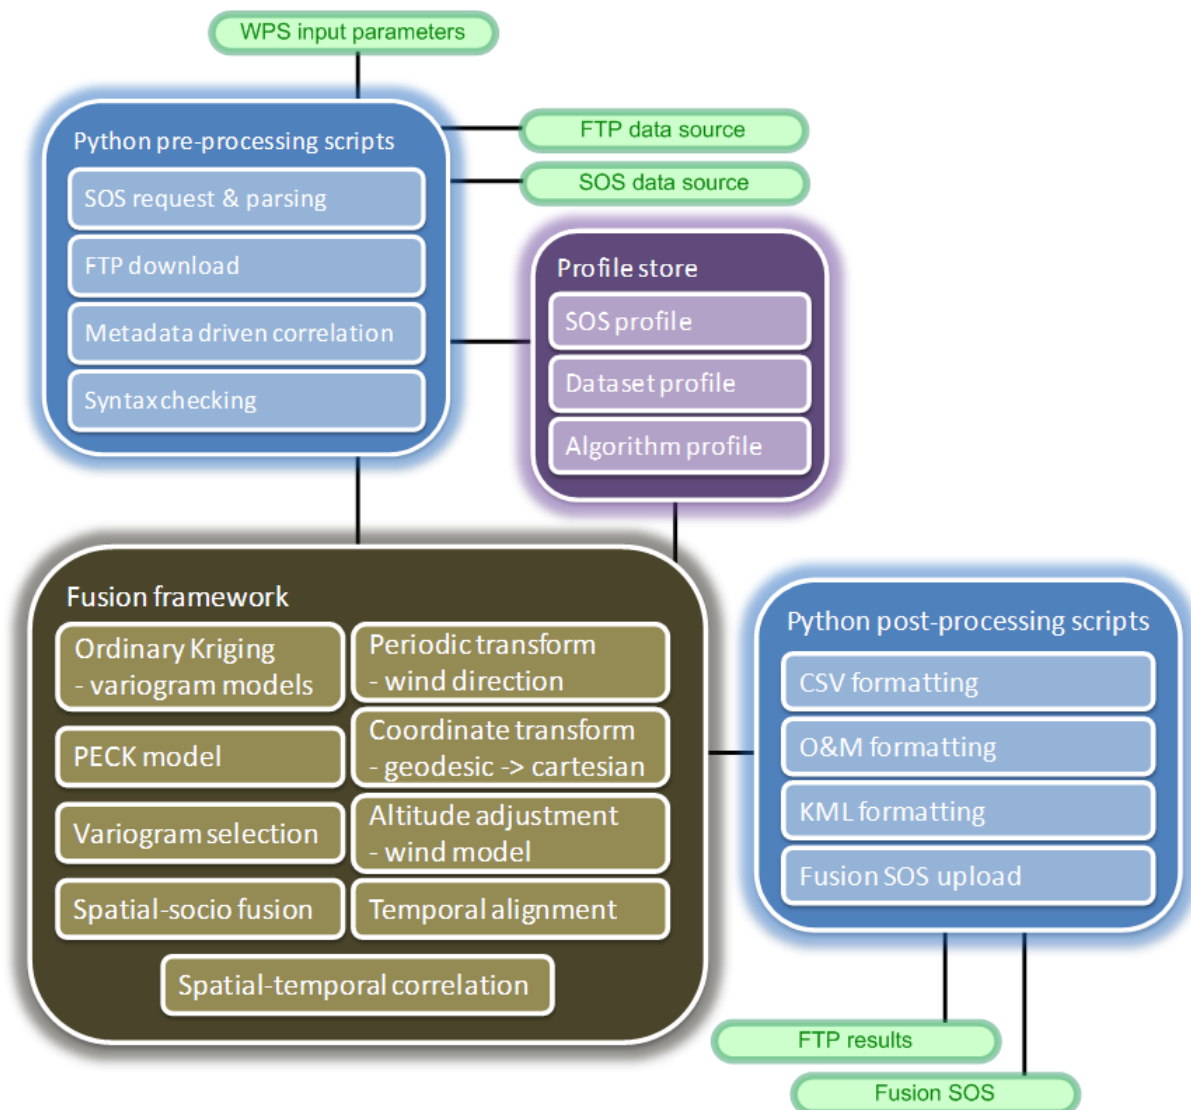 WPS input parameters
Python pre-processing scripts
SOS request & parsing
FTP download
Metadata driven correlation
Syntax checking
FTP data source
SOS data source
Profile store
SOS profile
Dataset profile
Algorithm profile
Fusion framework
Ordinary Kriging
- variogram models
PECK model
Variogram selection
Spatial-socio fusion
Periodic transform
- wind direction
Coordinate transform
- geodesic -> cartesian
Altitude adjustment
- wind model
Temporal alignment
Spatial-temporal correlation
Python post-processing scripts
CSV formatting
O&M formatting
KML formatting
Fusion SOS upload
FTP results
Fusion SOS